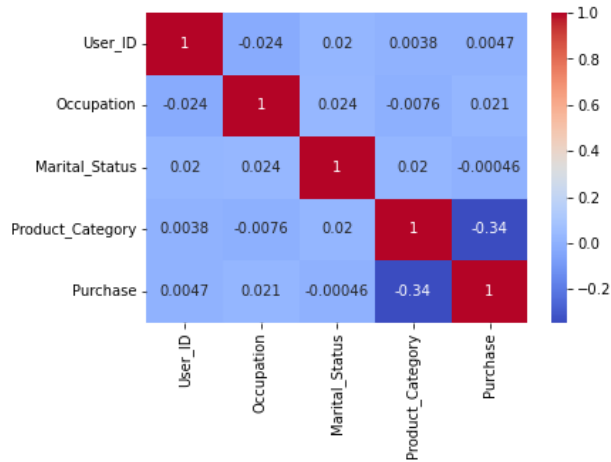 User_ID 1 -0.024 0.02 0.0038 0.0047
Occupation -0.024 1 0.024 -0.0076 0.021
Marital_Status 0.02 0.024 1 0.02 -0.00046
Product_Category 0.0038 -0.0076 0.02 1 -0.34
Purchase 0.0047 0.021 -0.00046 -0.34 1
User_ID
Occupation
Marital_Status
Product_Category
Purchase
1.0
0.8
0.6
0.4
0.2
0.0
−0.2